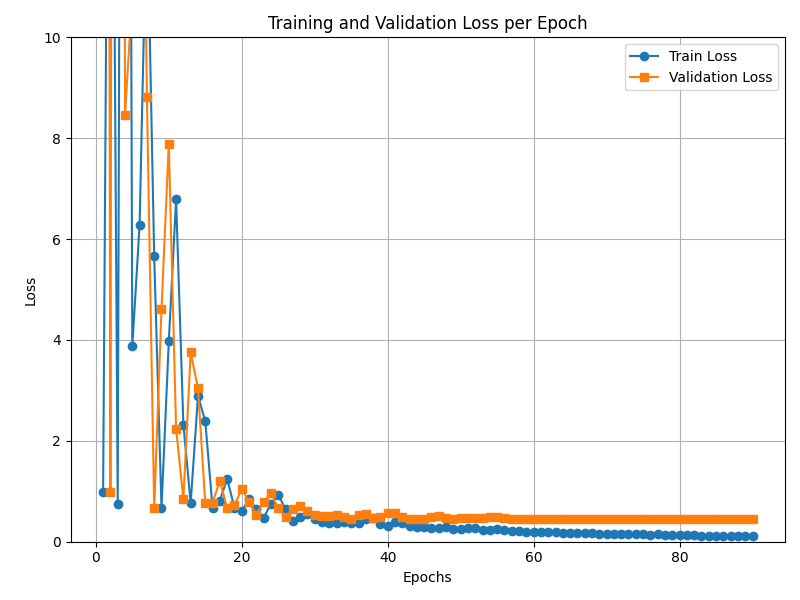 Training and Validation Loss per Epoch
Train Loss
Validation Loss
Loss
10
8
6
4
2
0
0 20 40 60 80
Epochs